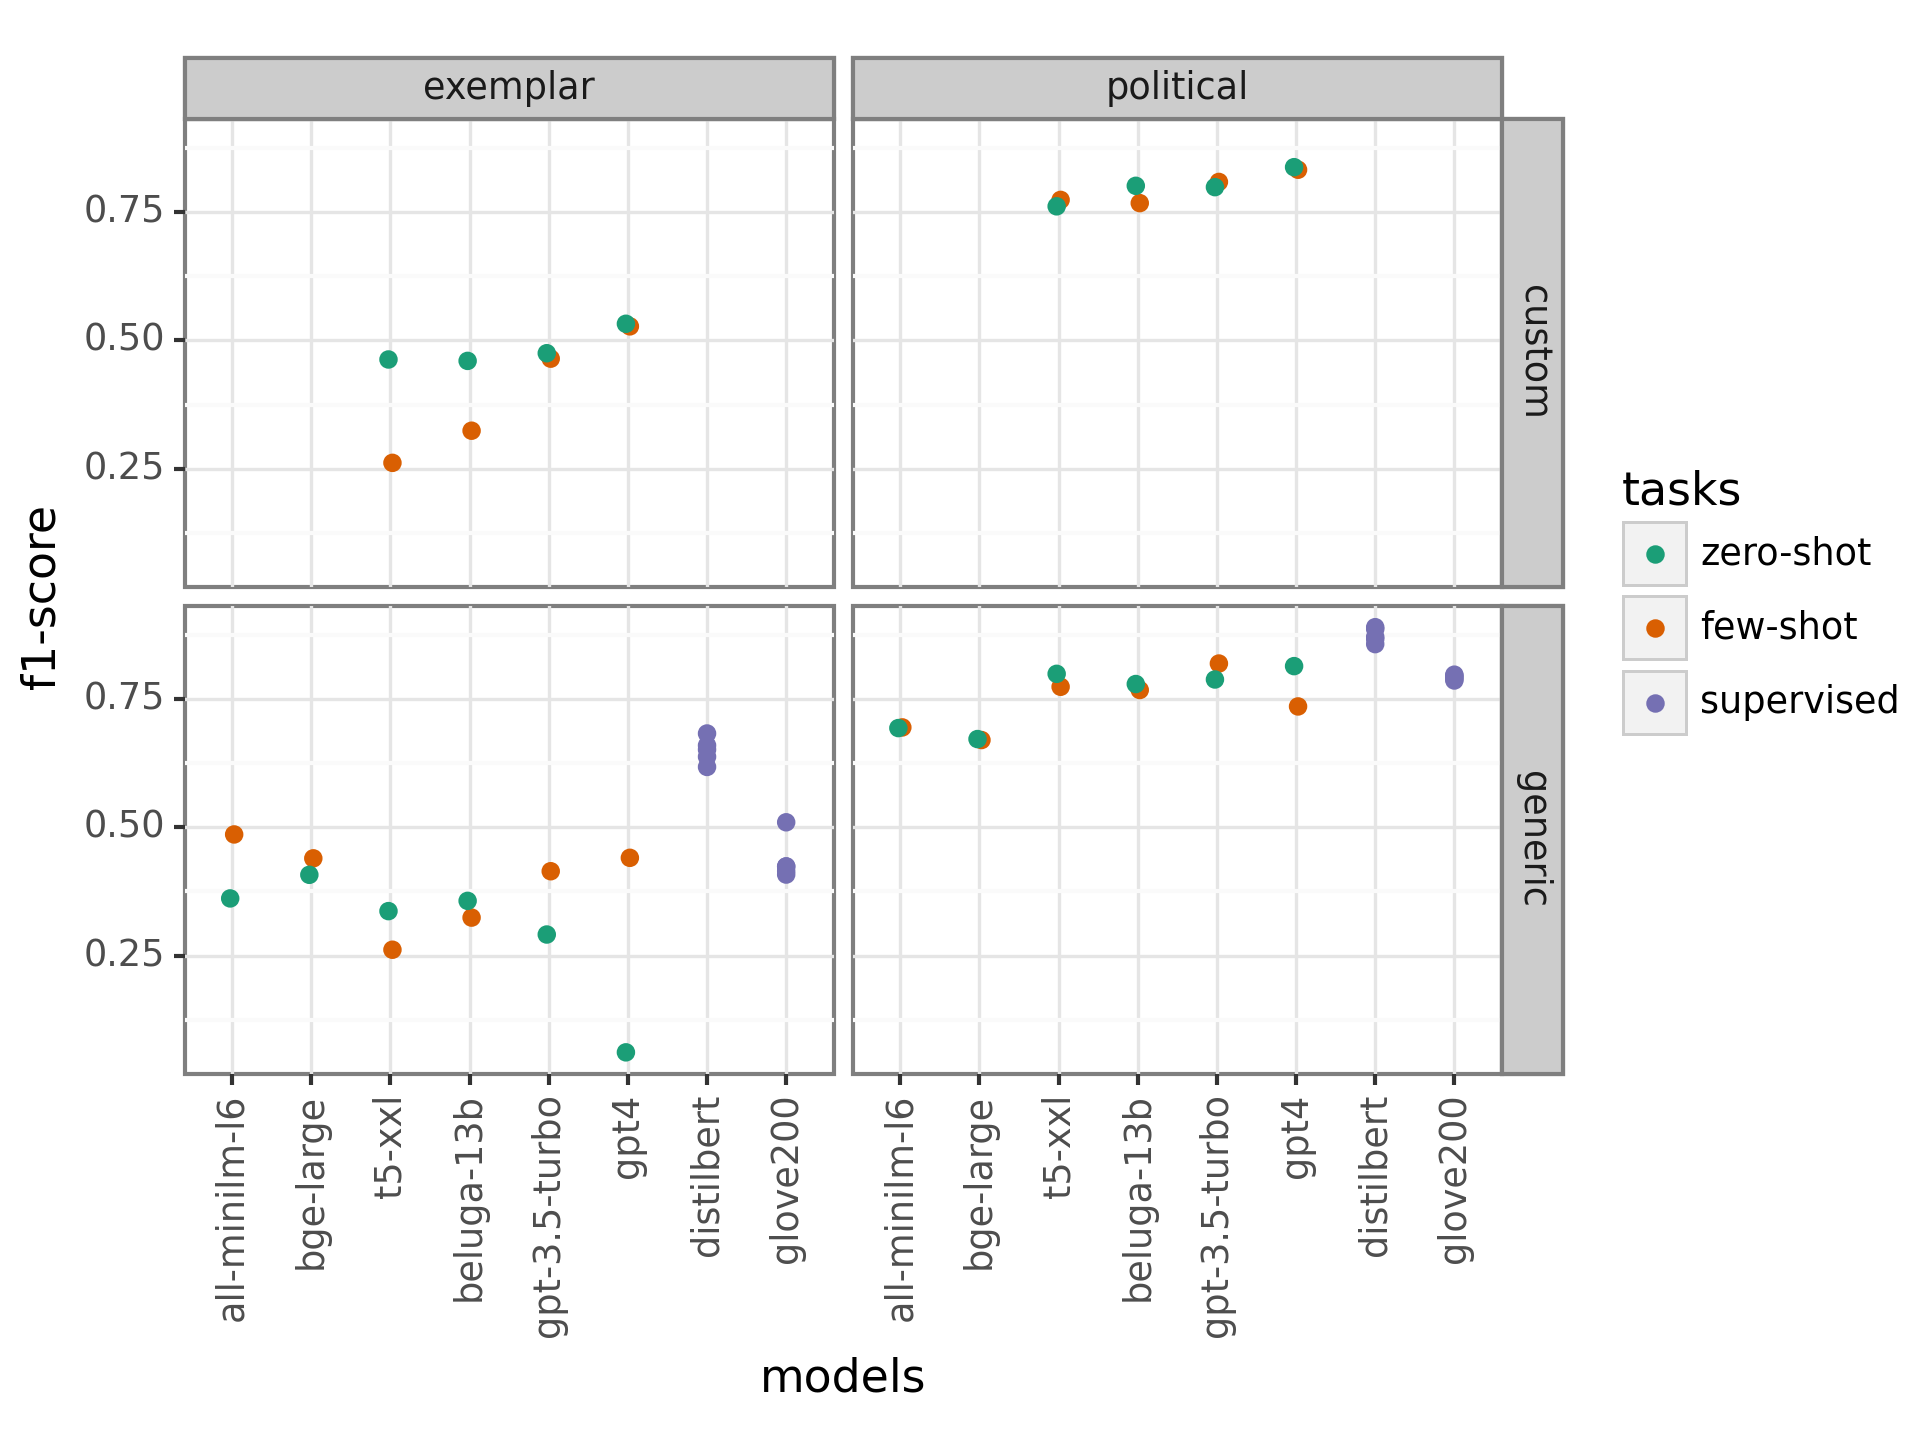 exemplar
political
0.75
0.50
0.25
custom
0.75
0.50
0.25
generic
f1-score
all-minilm-l6
bge-large
t5-xxl
beluga-13b
gpt-3.5-turbo
gpt4
distilbert
glove200
all-minilm-l6
bge-large
t5-xxl
beluga-13b
gpt-3.5-turbo
gpt4
distilbert
glove200
models
tasks
zero-shot
few-shot
supervised